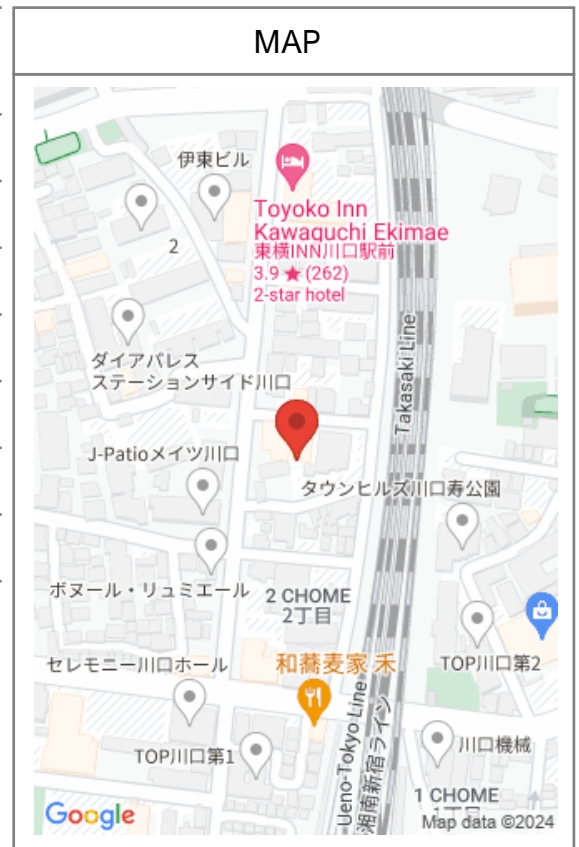 MAP
伊東ビル
2
Toyoko Inn
Kawaguchi Ekimae
東横INN川口駅前
3.9 ★ (262)
2-star hotel
Takasaki Line
ダイアパレス
ステーションサイド川口
J-Patioメイツ川口
タウンヒルズ川口寿公園
ボヌール・リュミエール
2 CHOME
2丁目
セレモニー川口ホール
和蕎麦家 禾
TOP川口第2
TOP川口第1
Ueno-Tokyo Line
湘南新宿ライン
川口機械
1 CHOME
1丁目
Google
Map data ©2024